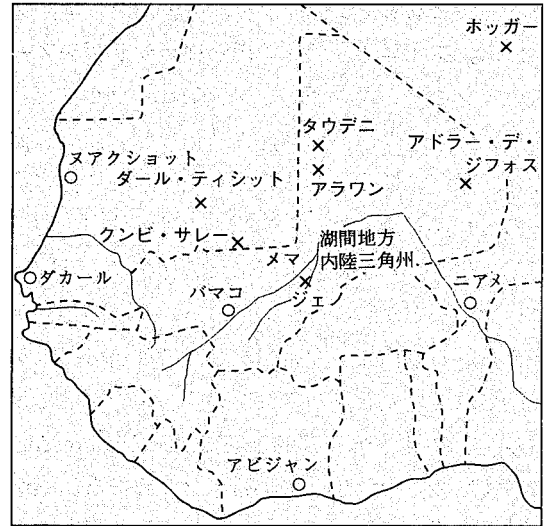 ホッガー
タウデニ
アドラー・デ・
ジフォス
ヌアクショット
ダール・ティシット
アラワン
クンビ・サレー
メマ
湖間地方
内陸三角州
ダカール
バマコ
ジェノ
ニアメ
アビジャン